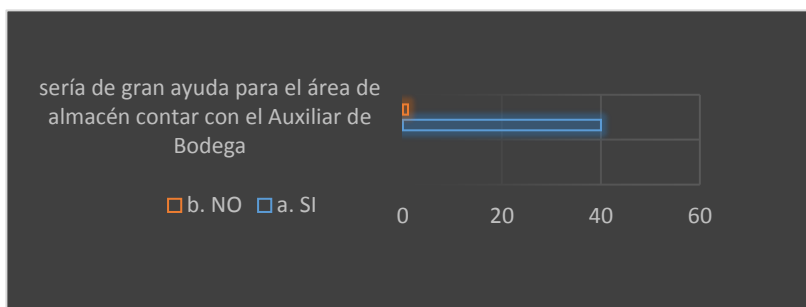 sería de gran ayuda para el área de
almacén contar con el Auxiliar de
Bodega
b. NO a. SI
0 20 40 60